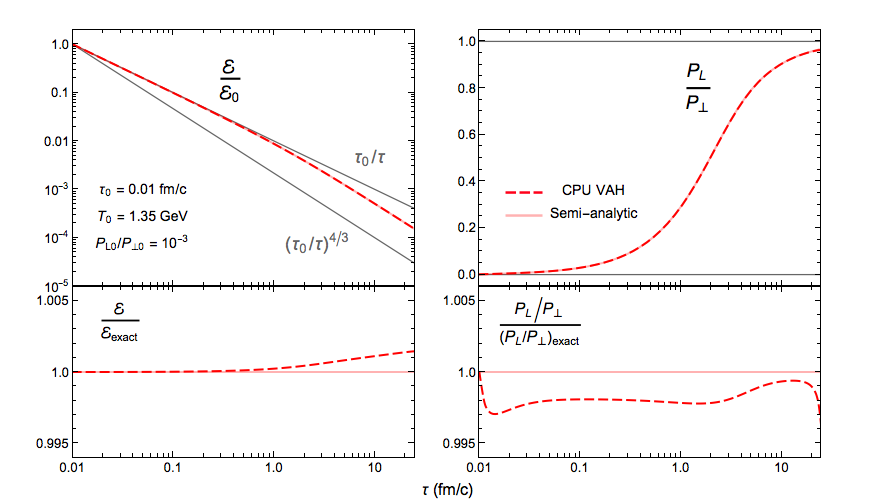 1.0
0.1
0.01
10⁻³
10⁻⁴
10⁻⁵
ℰ
ℰ₀
τ₀/τ
(τ₀/τ)⁴ᐟ³
τ₀ = 0.01 fm/c
T₀ = 1.35 GeV
P_L0/P_⊥0 = 10⁻³
1.0
0.8
0.6
0.4
0.2
0.0
P_L
P_⊥
CPU VAH
Semi−analytic
1.005
1.0
0.995
ℰ
ℰ_exact
0.01 0.1 1.0 10
1.005
1.0
0.995
P_L/P_⊥
(P_L/P_⊥)_exact
0.01 0.1 1.0 10
τ (fm/c)